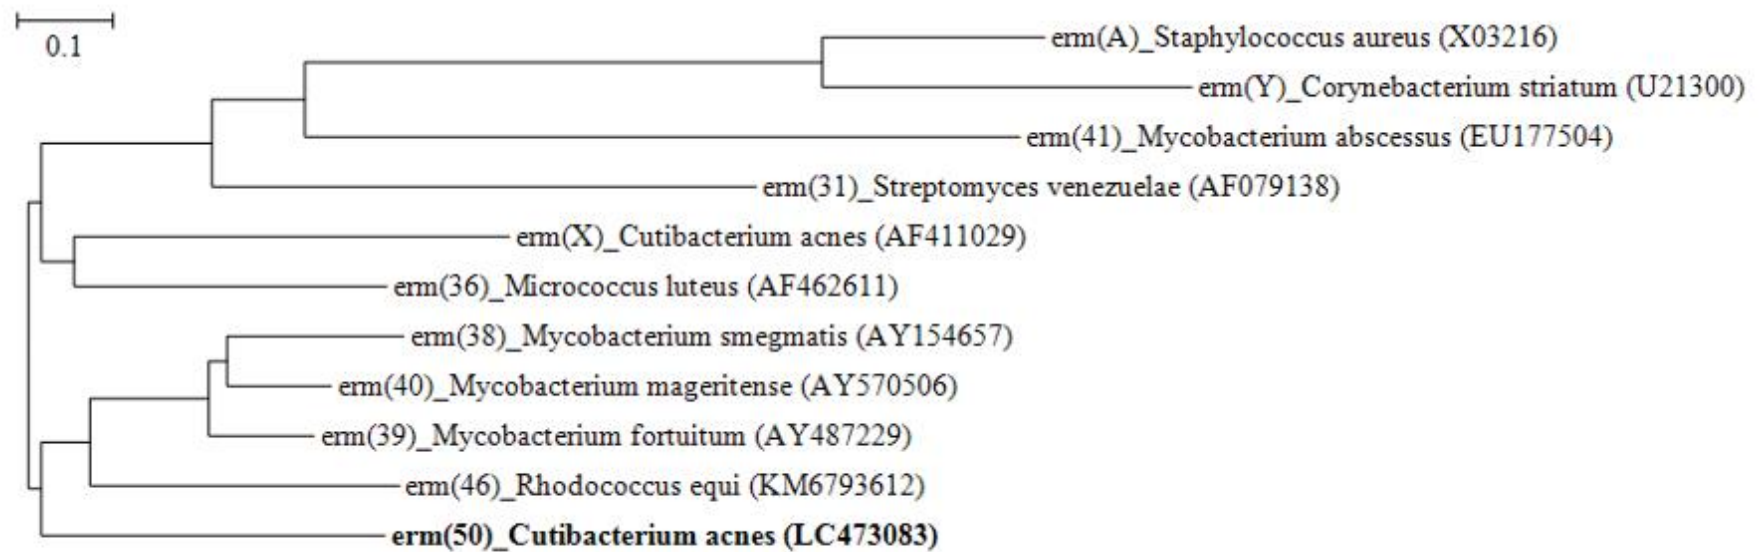 0.1
erm(A)_Staphylococcus aureus (X03216)
erm(Y)_Corynebacterium striatum (U21300)
erm(41)_Mycobacterium abscessus (EU177504)
erm(31)_Streptomyces venezuelae (AF079138)
erm(X)_Cutibacterium acnes (AF411029)
erm(36)_Micrococcus luteus (AF462611)
erm(38)_Mycobacterium smegmatis (AY154657)
erm(40)_Mycobacterium mageritense (AY570506)
erm(39)_Mycobacterium fortuitum (AY487229)
erm(46)_Rhodococcus equi (KM6793612)
erm(50)_Cutibacterium acnes (LC473083)